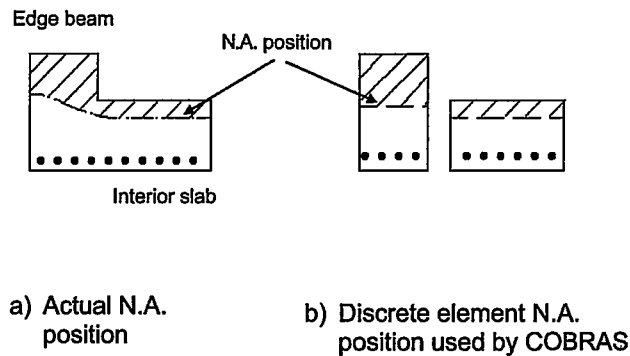 Edge beam
N.A. position
Interior slab
a) Actual N.A.
position
b) Discrete element N.A.
position used by COBRAS